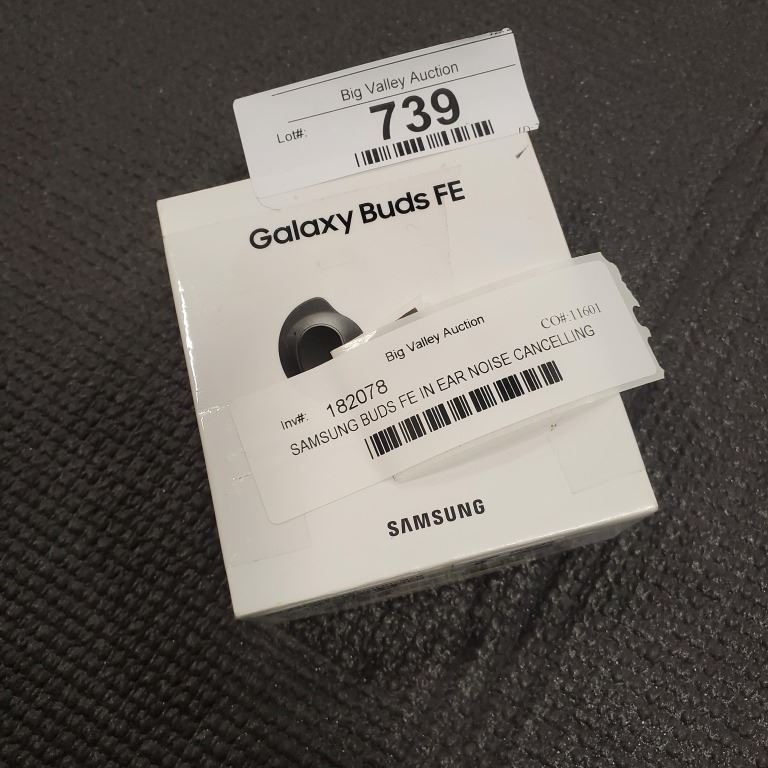 Big Valley Auction
Lot#: 739
Galaxy Buds FE
Big Valley Auction
CO#:11601
Inv#: 182078
SAMSUNG BUDS FE IN EAR NOISE CANCELLING
SAMSUNG